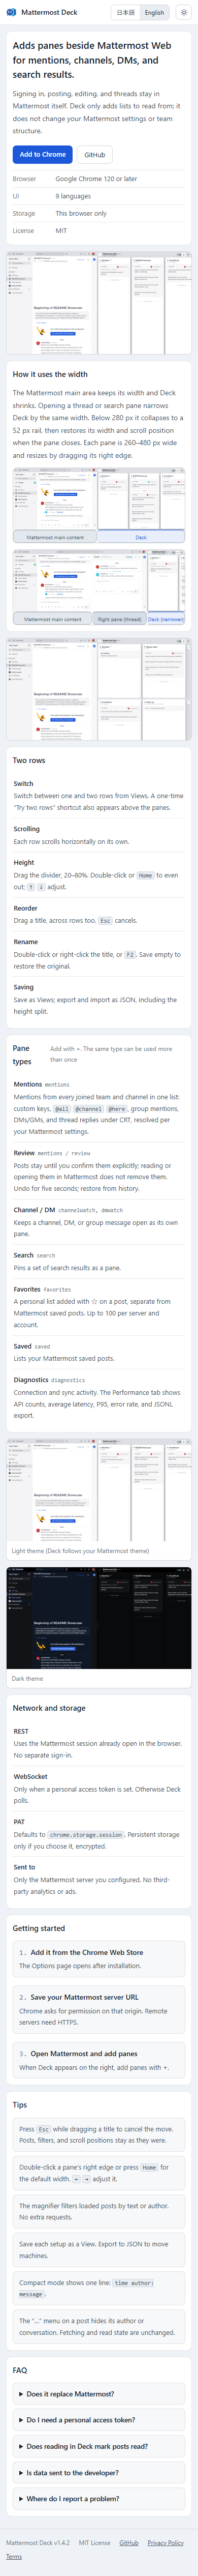 Mattermost Deck
日本語
English
Adds panes beside Mattermost Web
for mentions, channels, DMs, and
search results.
Signing in, posting, editing, and threads stay in
Mattermost itself. Deck only adds lists to read from; it
does not change your Mattermost settings or team
structure.
Add to Chrome
GitHub
Browser Google Chrome 120 or later
UI 9 languages
Storage This browser only
License MIT
How it uses the width
The Mattermost main area keeps its width and Deck
shrinks. Opening a thread or search pane narrows
Deck by the same width. Below 280 px it collapses to a
52 px rail, then restores its width and scroll position
when the pane closes. Each pane is 260–480 px wide
and resizes by dragging its right edge.
Mattermost main content
Deck
Mattermost main content
Right pane (thread)
Deck (narrower)
Two rows
Switch
Switch between one and two rows from Views. A one-time
"Try two rows" shortcut also appears above the panes.
Scrolling
Each row scrolls horizontally on its own.
Height
Drag the divider, 20–80%. Double-click or Home to even
out; ↑ ↓ adjust.
Reorder
Drag a title, across rows too. Esc cancels.
Rename
Double-click or right-click the title, or F2. Save empty to
restore the original.
Saving
Save as Views; export and import as JSON, including the
height split.
Pane
types
Add with +. The same type can be used more
than once
Mentions mentions
Mentions from every joined team and channel in one list:
custom keys, @all @channel @here, group mentions,
DMs/GMs, and thread replies under CRT, resolved per
your Mattermost settings.
Review mentions / review
Posts stay until you confirm them explicitly; reading or
opening them in Mattermost does not remove them.
Undo for five seconds; restore from history.
Channel / DM channelWatch, dmWatch
Keeps a channel, DM, or group message open as its own
pane.
Search search
Pins a set of search results as a pane.
Favorites favorites
A personal list added with ☆ on a post, separate from
Mattermost saved posts. Up to 100 per server and
account.
Saved saved
Lists your Mattermost saved posts.
Diagnostics diagnostics
Connection and sync activity. The Performance tab shows
API counts, average latency, P95, error rate, and JSONL
export.
Light theme (Deck follows your Mattermost theme)
Dark theme
Network and storage
REST
Uses the Mattermost session already open in the browser.
No separate sign-in.
WebSocket
Only when a personal access token is set. Otherwise Deck
polls.
PAT
Defaults to chrome.storage.session. Persistent storage
only if you choose it, encrypted.
Sent to
Only the Mattermost server you configured. No third-
party analytics or ads.
Getting started
1. Add it from the Chrome Web Store
The Options page opens after installation.
2. Save your Mattermost server URL
Chrome asks for permission on that origin. Remote
servers need HTTPS.
3. Open Mattermost and add panes
When Deck appears on the right, add panes with +.
Tips
Press Esc while dragging a title to cancel the move.
Posts, filters, and scroll positions stay as they were.
Double-click a pane's right edge or press Home for
the default width. ← → adjust it.
The magnifier filters loaded posts by text or author.
No extra requests.
Save each setup as a View. Export to JSON to move
machines.
Compact mode shows one line: time author:
message.
The "…" menu on a post hides its author or
conversation. Fetching and read state are unchanged.
FAQ
▶ Does it replace Mattermost?
▶ Do I need a personal access token?
▶ Does reading in Deck mark posts read?
▶ Is data sent to the developer?
▶ Where do I report a problem?
Mattermost Deck v1.4.2 MIT License GitHub Privacy Policy
Terms